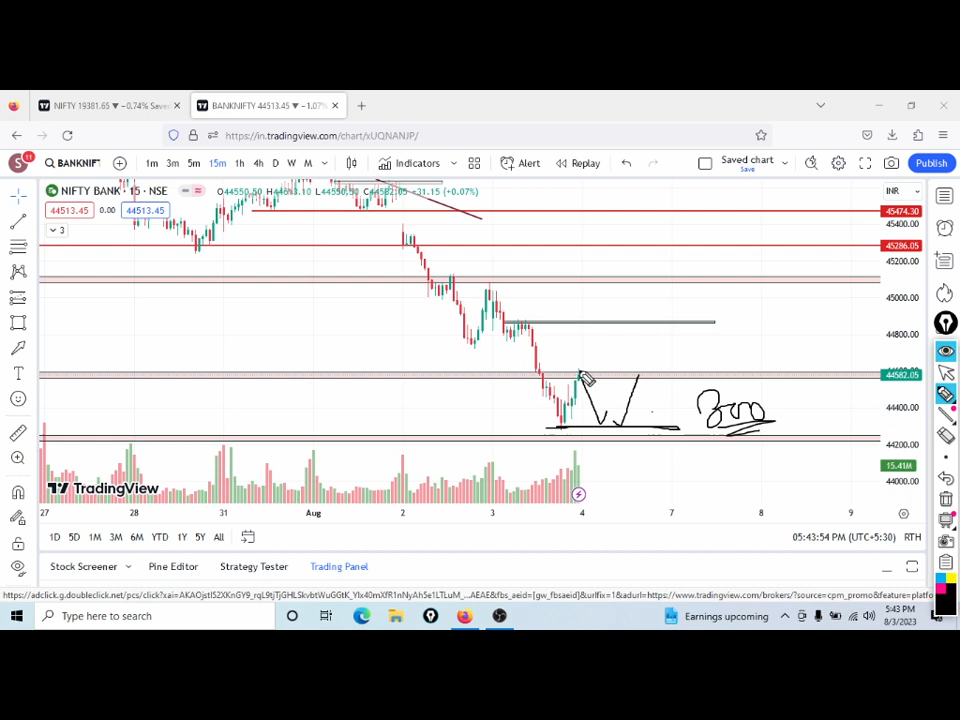 NIFTY 19381.65 ▼ −0.74% Save
BANKNIFTY 44513.45 ▼ −1.07%
https://in.tradingview.com/chart/xUQNANJP/
S 11 BANKNIFT 1m 3m 5m 15m 1h 4h D W M Indicators Alert Replay Saved chart Save Publish
NIFTY BANK · 15 · NSE
INR
44513.45 0.00 44513.45
3
45474.30
45400.00
45286.05
45200.00
45000.00
44800.00
44582.05
44400.00
44200.00
15.41M
44000.00
TradingView
27 28 31 Aug 2 3 4 7 8 9
1D 5D 1M 3M 6M YTD 1Y 5Y All 05:43:54 PM (UTC+5:30) RTH
Stock Screener Pine Editor Strategy Tester Trading Panel
Type here to search
Earnings upcoming
5:43 PM
8/3/2023